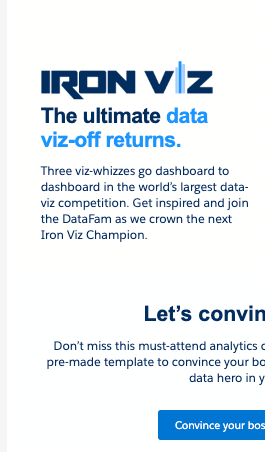 IRON VIZ
The ultimate data
viz-off returns.
Three viz-whizzes go dashboard to
dashboard in the world's largest data-
viz competition. Get inspired and join
the DataFam as we crown the next
Iron Viz Champion.
Let's convin
Don't miss this must-attend analytics
pre-made template to convince your bo
data hero in y
Convince your bos